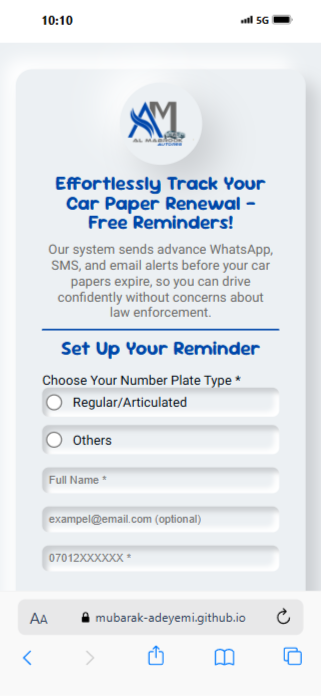 10:10
5G
AM
AL MABROOK
AUTOREG
Effortlessly Track Your
Car Paper Renewal -
Free Reminders!
Our system sends advance WhatsApp,
SMS, and email alerts before your car
papers expire, so you can drive
confidently without concerns about
law enforcement.
Set Up Your Reminder
Choose Your Number Plate Type *
Regular/Articulated
Others
Full Name *
exampel@email.com (optional)
07012XXXXXX *
AA
mubarak-adeyemi.github.io